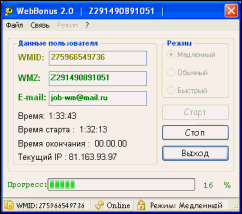 WebBonus 2.0 | Z291490891051 |
Файл Связь Режим ?
Данные пользователя
WMID: 275966549736
WMZ: Z291490891051
E-mail: job-wm@mail.ru
Время: 1:33:43
Время старта : 1:32:13
Время окончания : 00.00.00
Текущий IP : 81.163.93.97
Режим
Медленный
Обычный
Быстрый
Старт
Стоп
Выход
Прогресс: 16 %
WMID:275966549736 Online Режим: Медленный